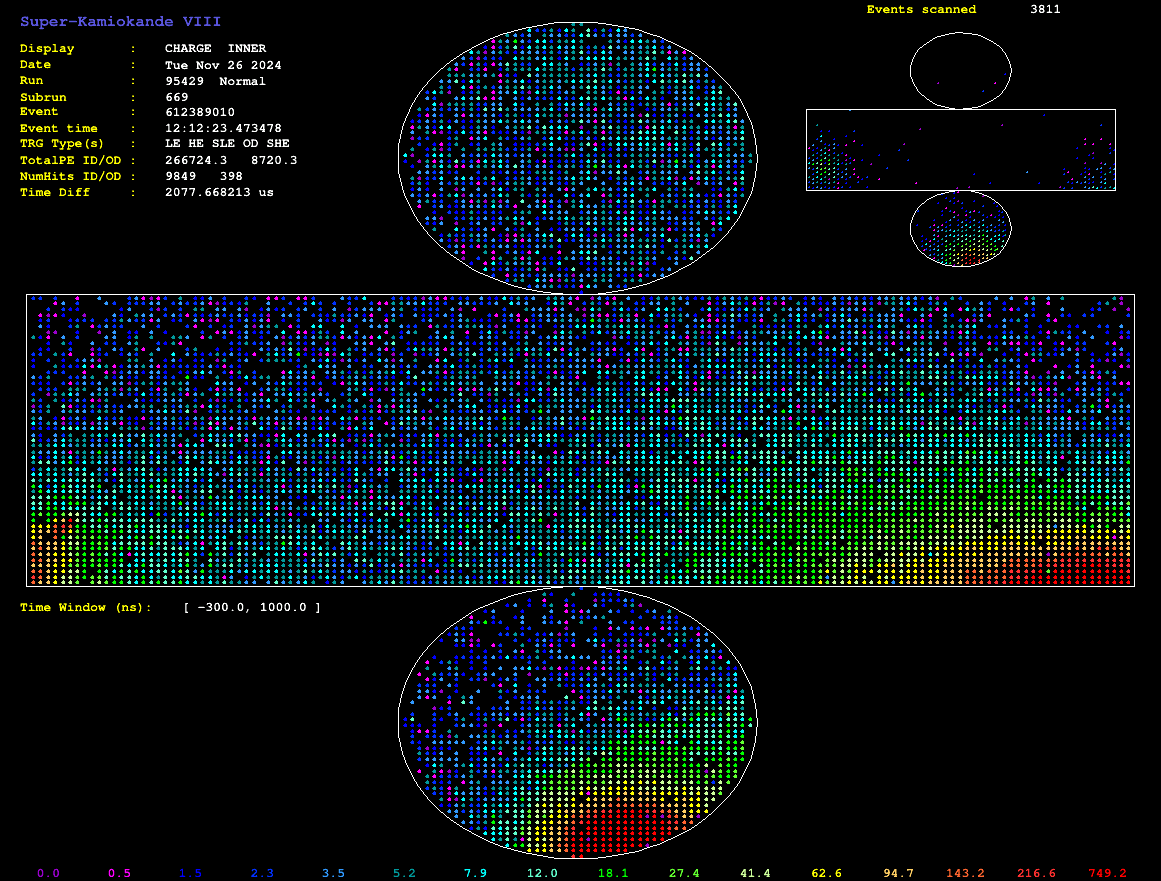 Super-Kamiokande VIII
Events scanned 3811
Display : CHARGE INNER
Date : Tue Nov 26 2024
Run : 95429 Normal
Subrun : 669
Event : 612389010
Event time : 12:12:23.473478
TRG Type(s) : LE HE SLE OD SHE
TotalPE ID/OD : 266724.3 8720.3
NumHits ID/OD : 9849 398
Time Diff : 2077.668213 us
Time Window (ns): [ -300.0, 1000.0 ]
0.0 0.5 1.5 2.3 3.5 5.2 7.9 12.0 18.1 27.4 41.4 62.6 94.7 143.2 216.6 749.2